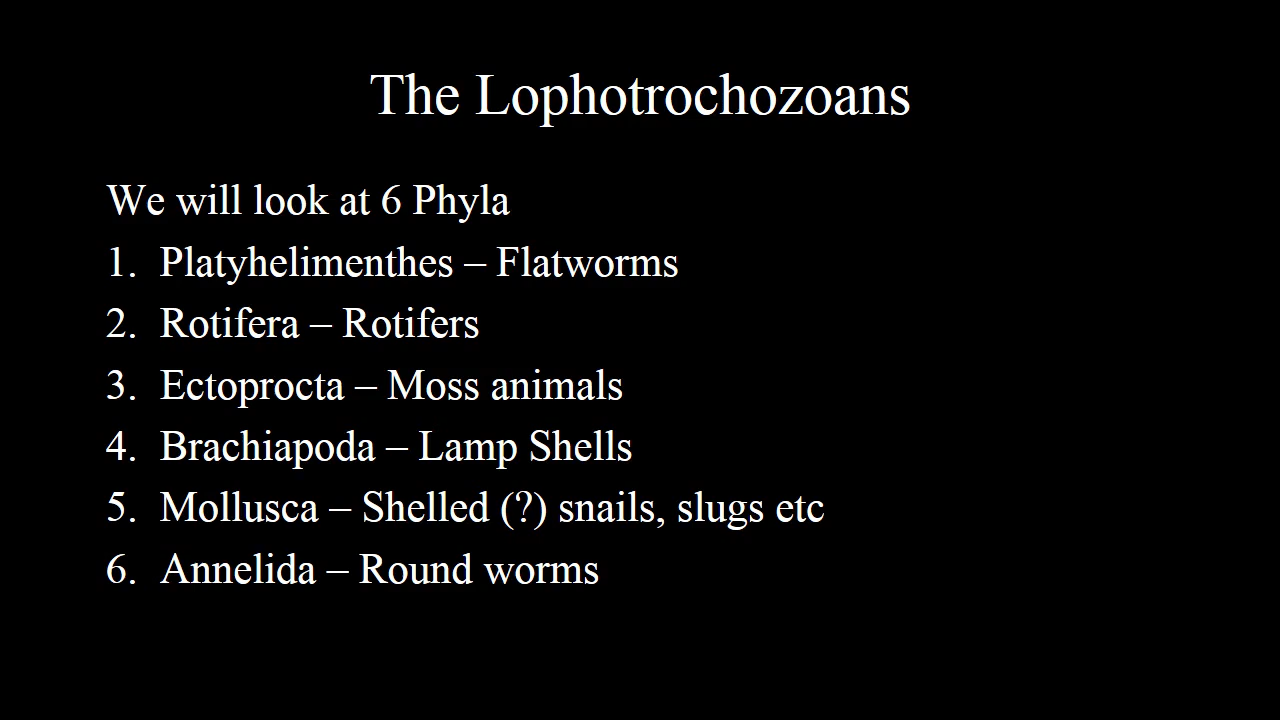 The Lophotrochozoans
We will look at 6 Phyla
1. Platyhelimenthes – Flatworms
2. Rotifera – Rotifers
3. Ectoprocta – Moss animals
4. Brachiapoda – Lamp Shells
5. Mollusca – Shelled (?) snails, slugs etc
6. Annelida – Round worms